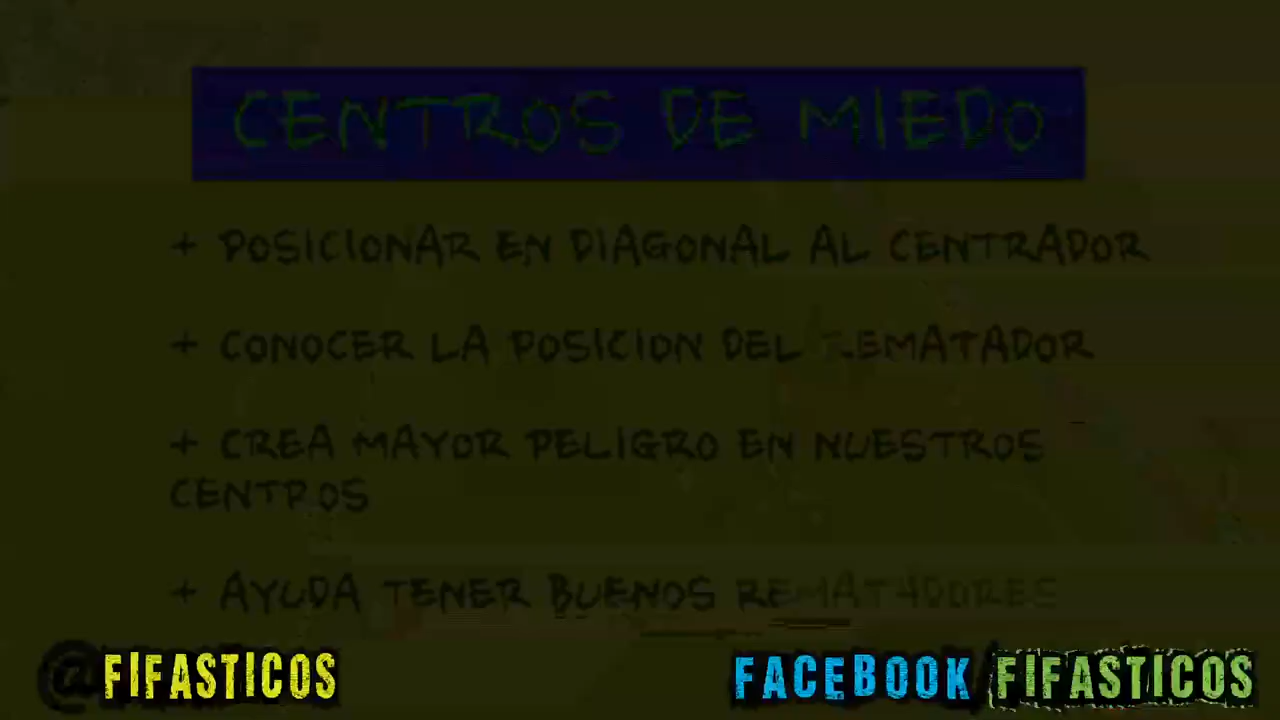 CENTROS DE MIEDO
+ POSICIONAR EN DIAGONAL AL CENTRADOR
+ CONOCER LA POSICION DEL REMATADOR
+ CREA MAYOR PELIGRO EN NUESTROS
CENTROS
+ AYUDA TENER BUENOS REMATADORES
@FIFASTICOS
FACEBOOK/FIFASTICOS